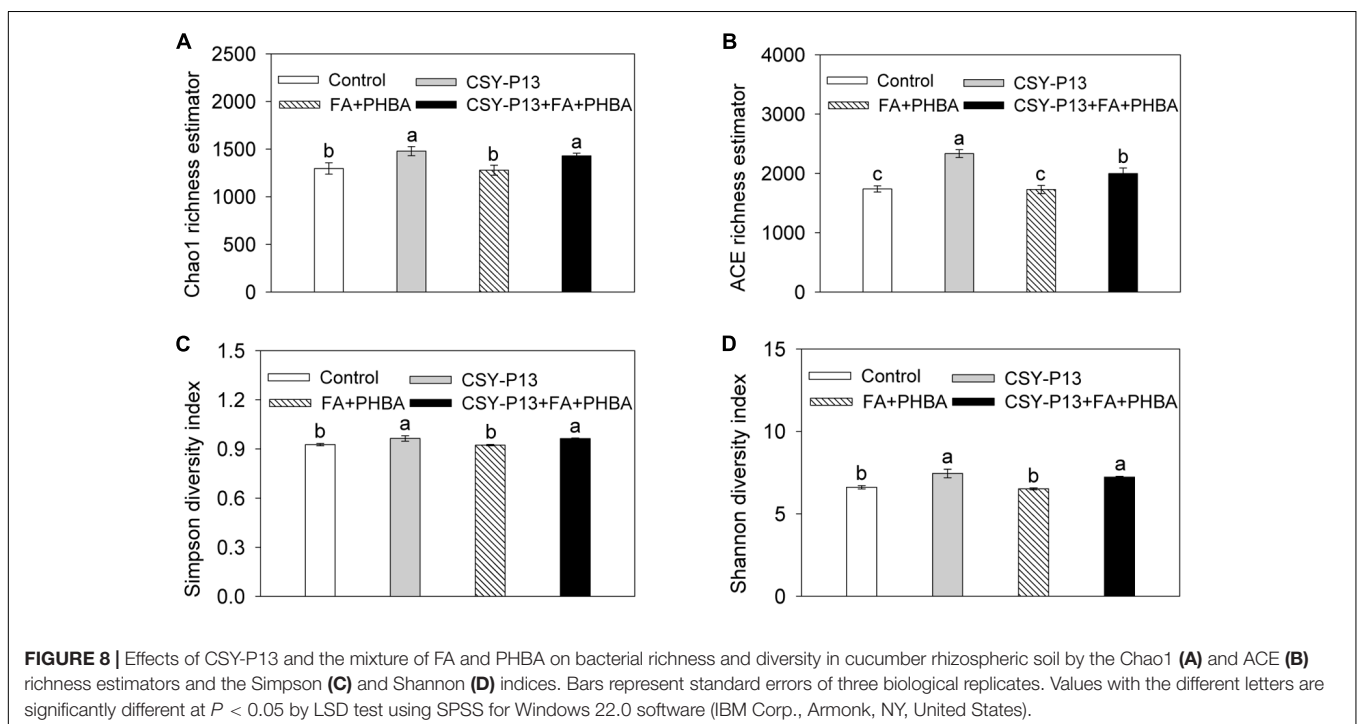 A
2500
2000
1500
1000
500
0
Chao1 richness estimator
Control
CSY-P13
FA+PHBA
CSY-P13+FA+PHBA
b
a
b
a
B
4000
3000
2000
1000
0
ACE richness estimator
Control
CSY-P13
FA+PHBA
CSY-P13+FA+PHBA
c
a
c
b
C
1.5
1.2
0.9
0.6
0.3
0.0
Simpson diversity index
Control
CSY-P13
FA+PHBA
CSY-P13+FA+PHBA
b
a
b
a
D
15
10
5
0
Shannon diversity index
Control
CSY-P13
FA+PHBA
CSY-P13+FA+PHBA
b
a
b
a
FIGURE 8 | Effects of CSY-P13 and the mixture of FA and PHBA on bacterial richness and diversity in cucumber rhizospheric soil by the Chao1 (A) and ACE (B)
richness estimators and the Simpson (C) and Shannon (D) indices. Bars represent standard errors of three biological replicates. Values with the different letters are
significantly different at P < 0.05 by LSD test using SPSS for Windows 22.0 software (IBM Corp., Armonk, NY, United States).